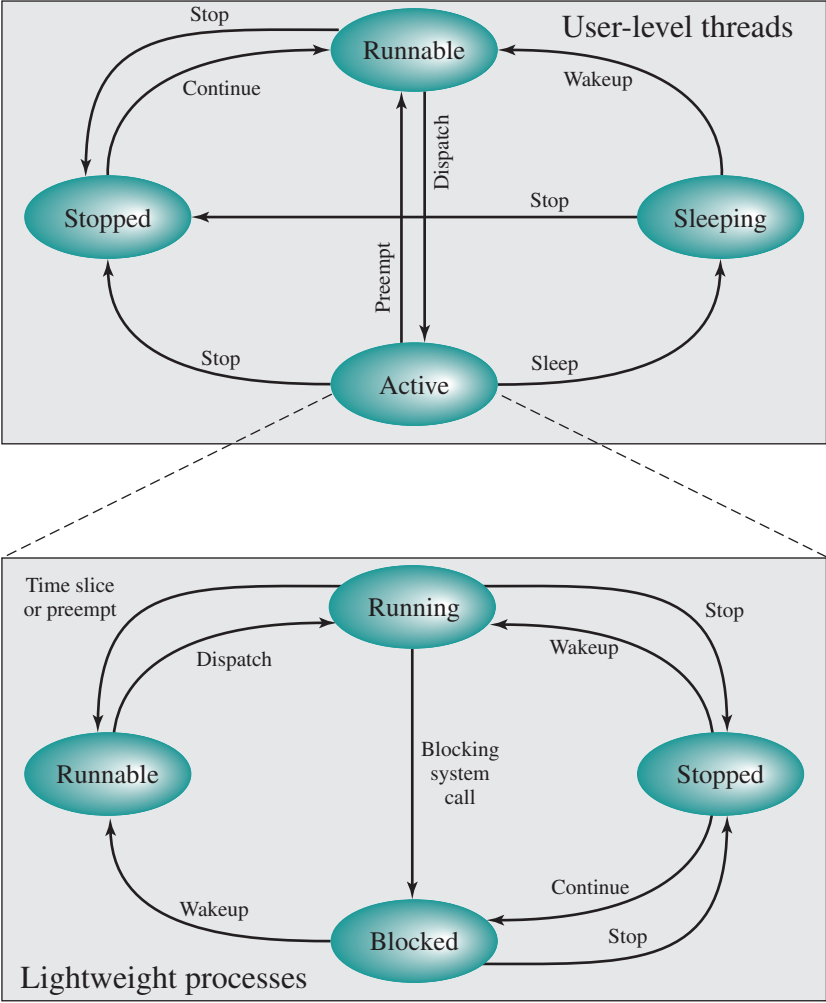 User-level threads
Stop
Runnable
Continue
Wakeup
Dispatch
Stopped
Stop
Sleeping
Preempt
Stop
Active
Sleep
Time slice
or preempt
Running
Stop
Dispatch
Wakeup
Runnable
Blocking
system
call
Stopped
Continue
Wakeup
Blocked
Stop
Lightweight processes